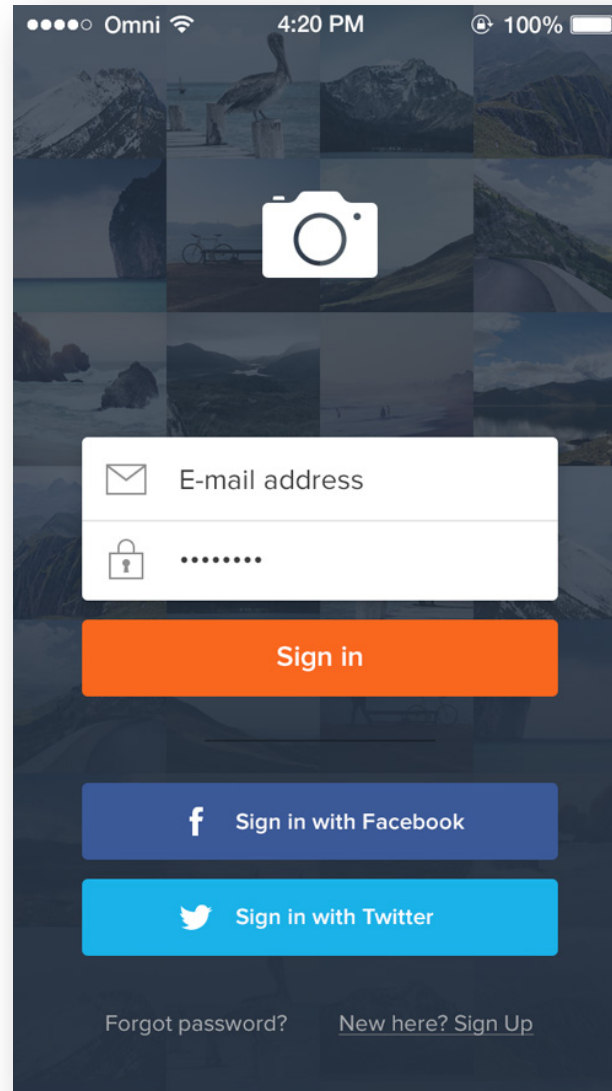 Omni 4:20 PM 100%
E-mail address
••••••••
Sign in
f Sign in with Facebook
Sign in with Twitter
Forgot password? New here? Sign Up